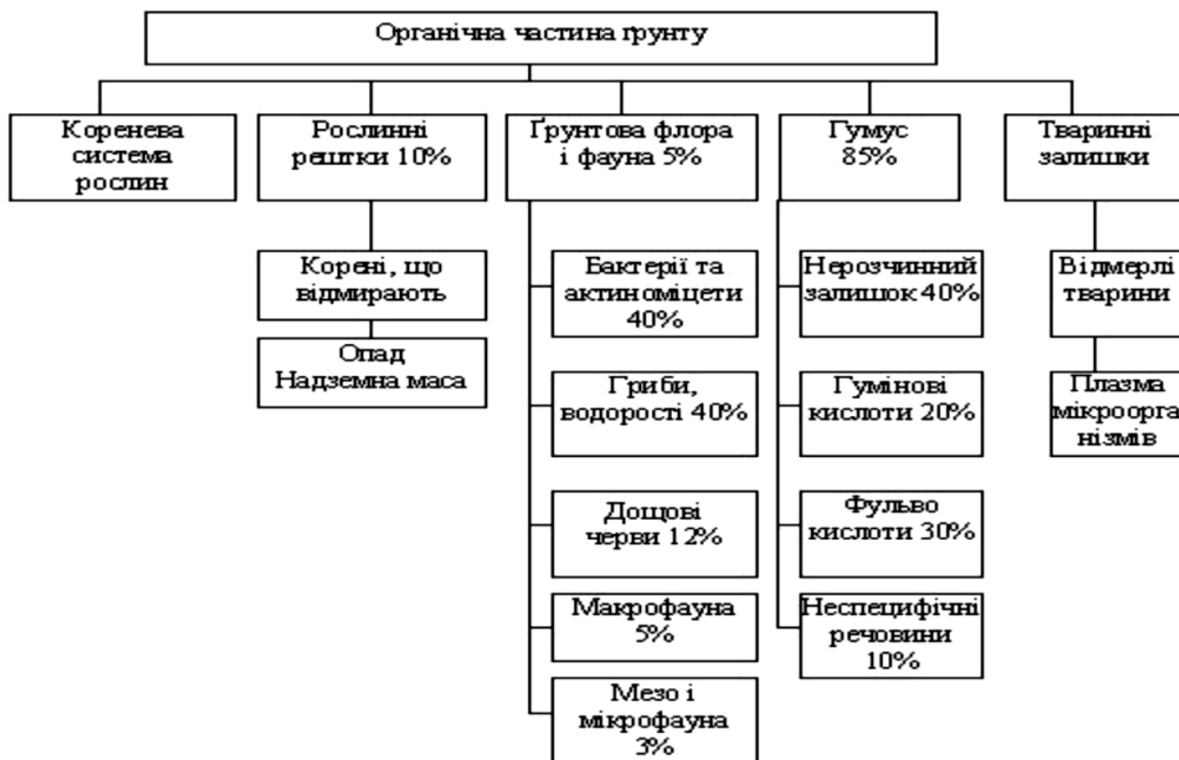 Органічна частина ґрунту
Коренева
система
рослин
Рослинні
рештки 10%
Ґрунтова флора
і фауна 5%
Гумус
85%
Тваринні
залишки
Корені, що
відмирають
Опад
Надземна маса
Бактерії та
актиноміцети
40%
Гриби,
водорості 40%
Дощові
черви 12%
Макрофауна
5%
Мезо і
мікрофауна
3%
Нерозчинний
залишок 40%
Гумінові
кислоти 20%
Фульво
кислоти 30%
Неспецифічні
речовини
10%
Відмерлі
тварини
Плазма
мікроорга
нізмів